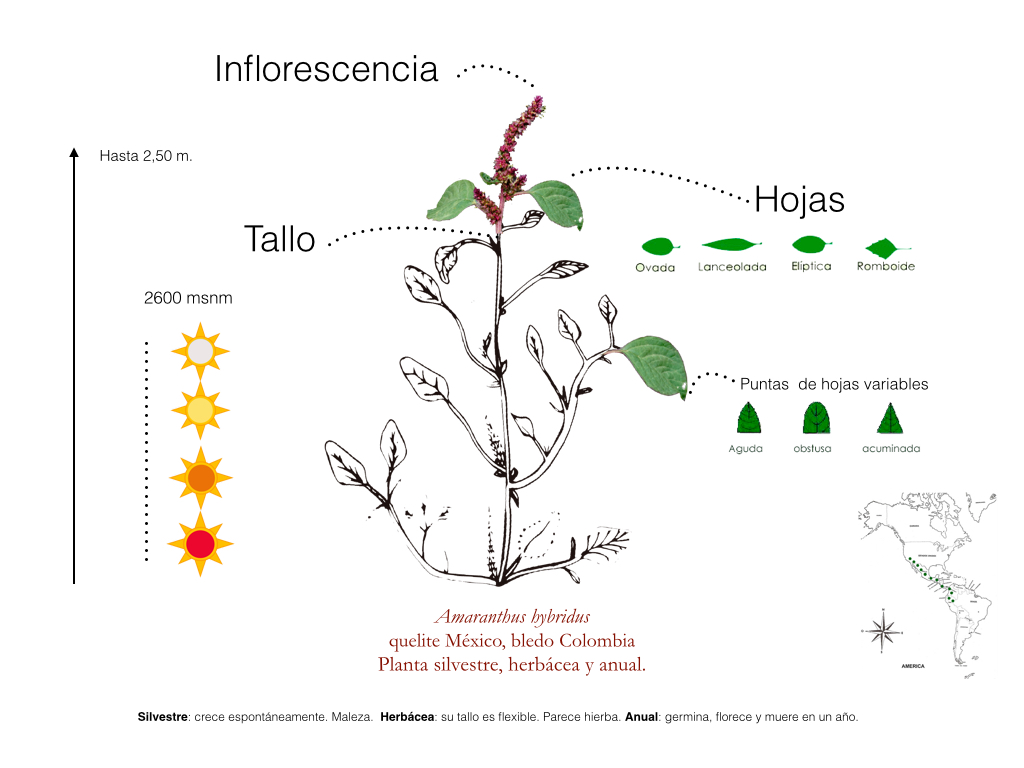 Inflorescencia
Hasta 2,50 m.
Hojas
Tallo
Ovada Lanceolada Elíptica Romboide
2600 msnm
Puntas de hojas variables
Aguda obstusa acuminada
AMERICA
Amaranthus hybridus
quelite México, bledo Colombia
Planta silvestre, herbácea y anual.
Silvestre: crece espontáneamente. Maleza. Herbácea: su tallo es flexible. Parece hierba. Anual: germina, florece y muere en un año.